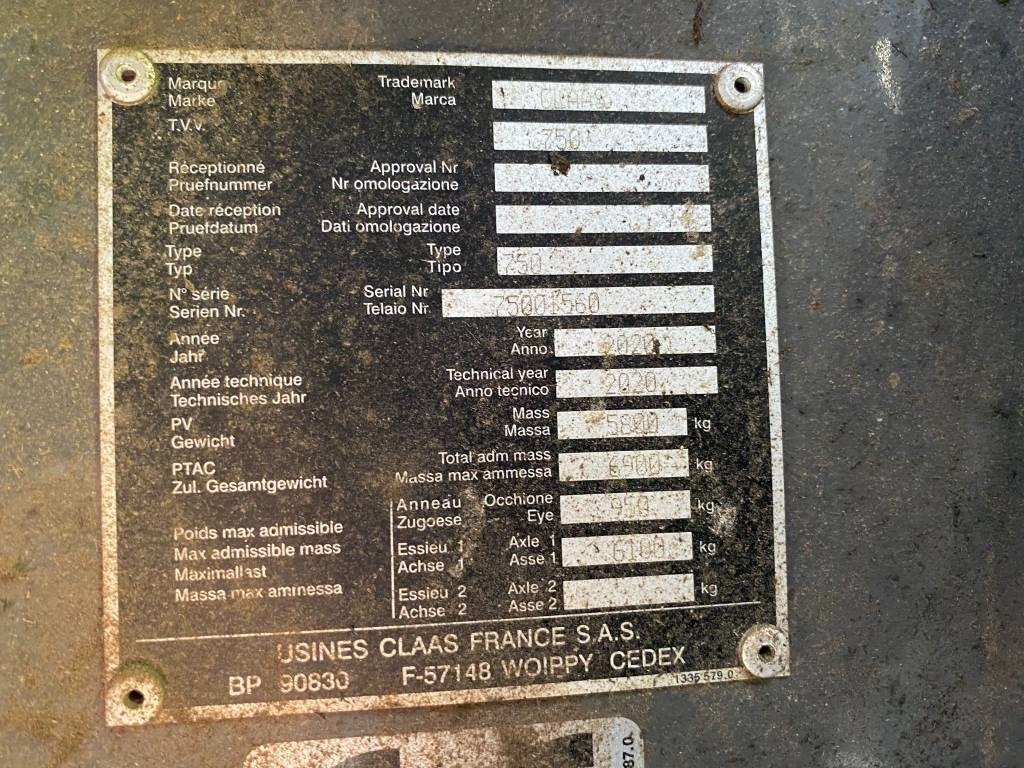 Marque Trademark
Marke Marca CLAAS
T.V.v. 750
Réceptionné Approval Nr
Pruefnummer Nr omologazione
Date réception Approval date
Pruefdatum Dati omologazione
Type Type
Typ Tipo 750
N° série Serial Nr
Serien Nr. Telaio Nr 75001560
Année Year
Jahr Anno 2020
Année technique Technical year
Technisches Jahr Anno tecnico 2020
PV Mass
Gewicht Massa 5800 kg
PTAC Total adm mass
Zul. Gesamtgewicht Massa max ammessa 6900 kg
Anneau Occhione
Zugoese Eye 950 kg
Poids max admissible
Max admissible mass Essieu 1 Axle 1
Maximallast Achse 1 Asse 1 6100 kg
Massa max ammessa Essieu 2 Axle 2
Achse 2 Asse 2 kg
USINES CLAAS FRANCE S.A.S.
BP 90830 F-57148 WOIPPY CEDEX
1335 579.0
87.0